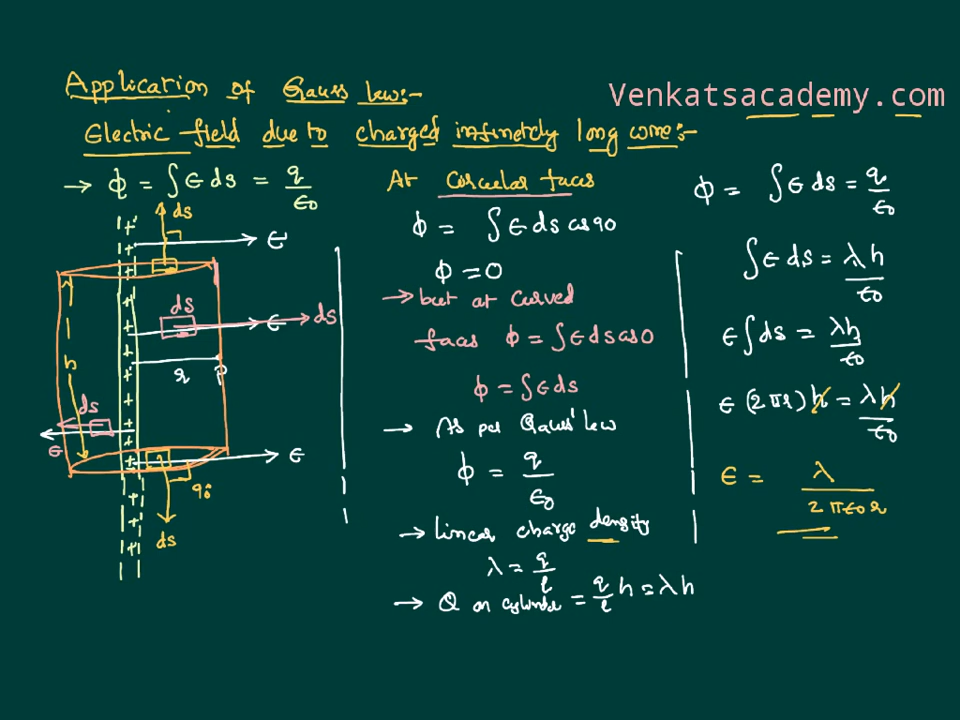 Application of Gauss law:-
Venkatsacademy.com
Electric field due to charged infinetely long wire:-
→ ϕ = ∫E ds = q/ε0
ds
E
h
ds
E
ds
r
P
ds
E
E
90°
ds
At Circular faces
ϕ = ∫E ds cos90
ϕ = 0
→ but at curved
faces ϕ = ∫E ds cos0
ϕ = ∫E ds
→ As per Gauss' law
ϕ = q/ε0
→ linear charge density
λ = q/l
→ Q on cylinder = q/l h = λh
ϕ = ∫E ds = q/ε0
∫E ds = λh/ε0
E∫ds = λh/ε0
E (2πr) h = λh/ε0
E = λ/2πε0r